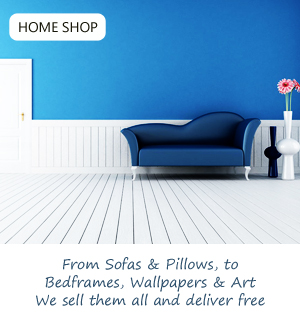 HOME SHOP
From Sofas & Pillows, to
Bedframes, Wallpapers & Art
We sell them all and deliver free